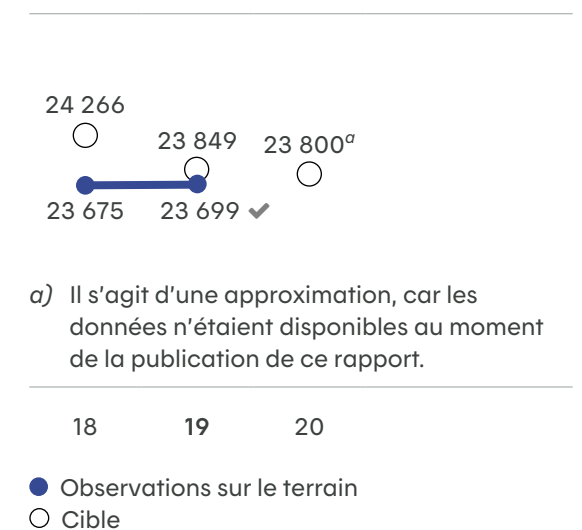 24 266
23 849
23 800a
23 675
23 699
a) Il s'agit d'une approximation, car les
données n'étaient disponibles au moment
de la publication de ce rapport.
18 19 20
Observations sur le terrain
Cible